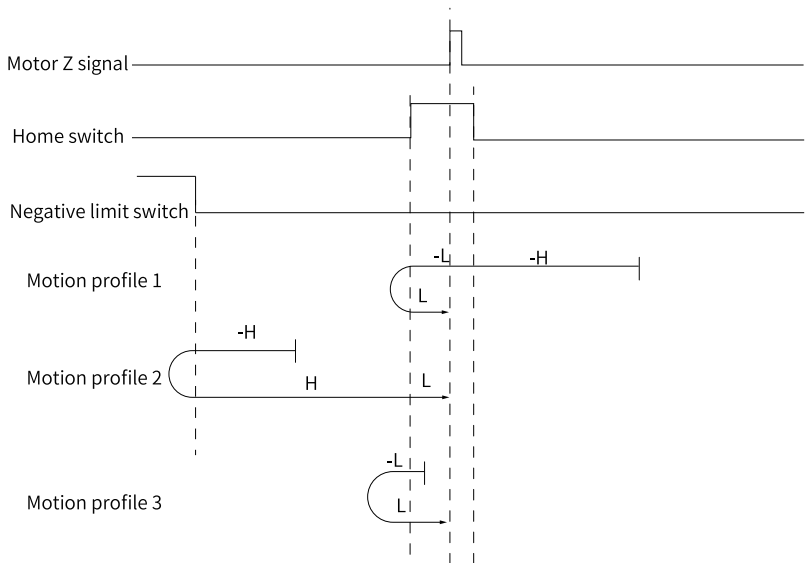 Motor Z signal
Home switch
Negative limit switch
-L
-H
Motion profile 1
L
-H
Motion profile 2
H
L
-L
Motion profile 3
L